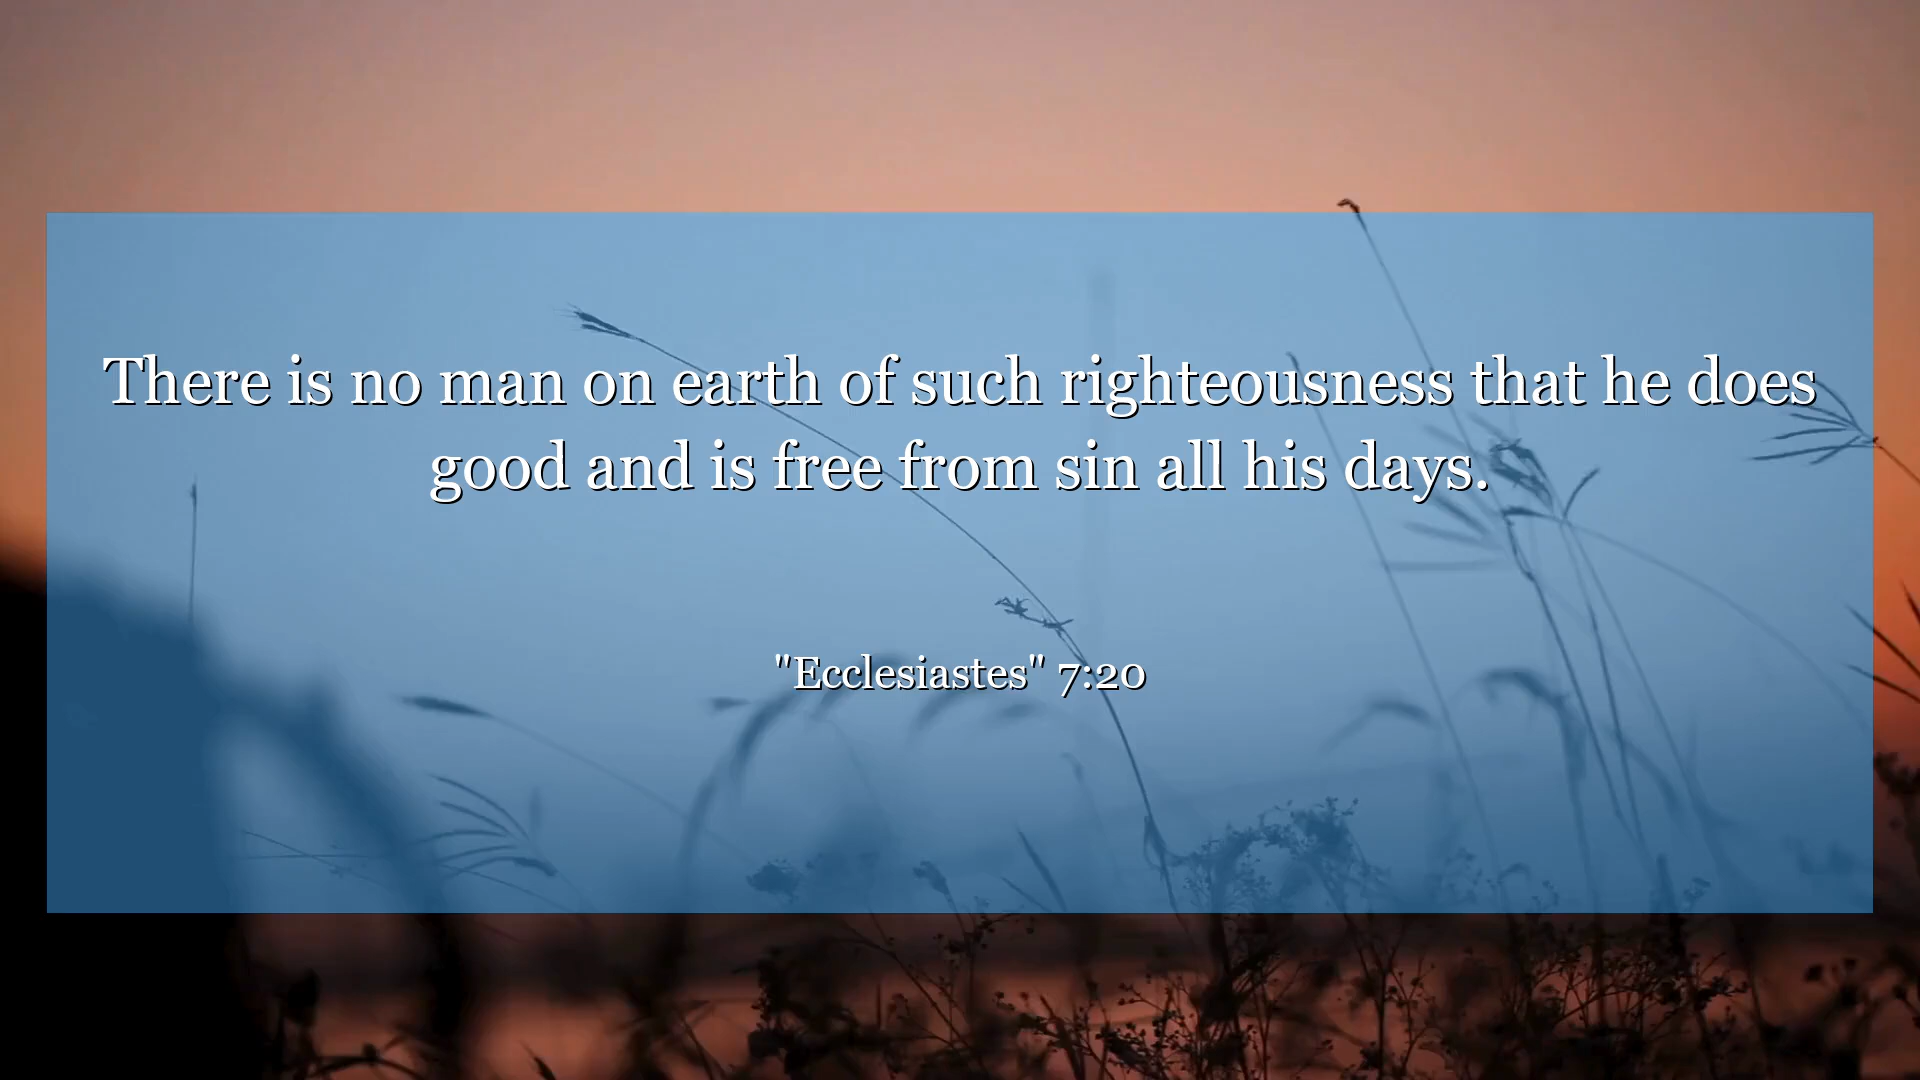 There is no man on earth of such righteousness that he does
good and is free from sin all his days.
"Ecclesiastes" 7:20